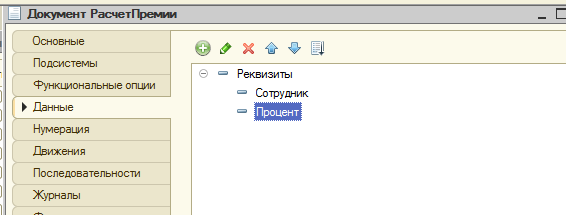 Документ РасчетПремии
Основные
Подсистемы
Функциональные опции
Данные
Нумерация
Движения
Последовательности
Журналы
Реквизиты
Сотрудник
Процент